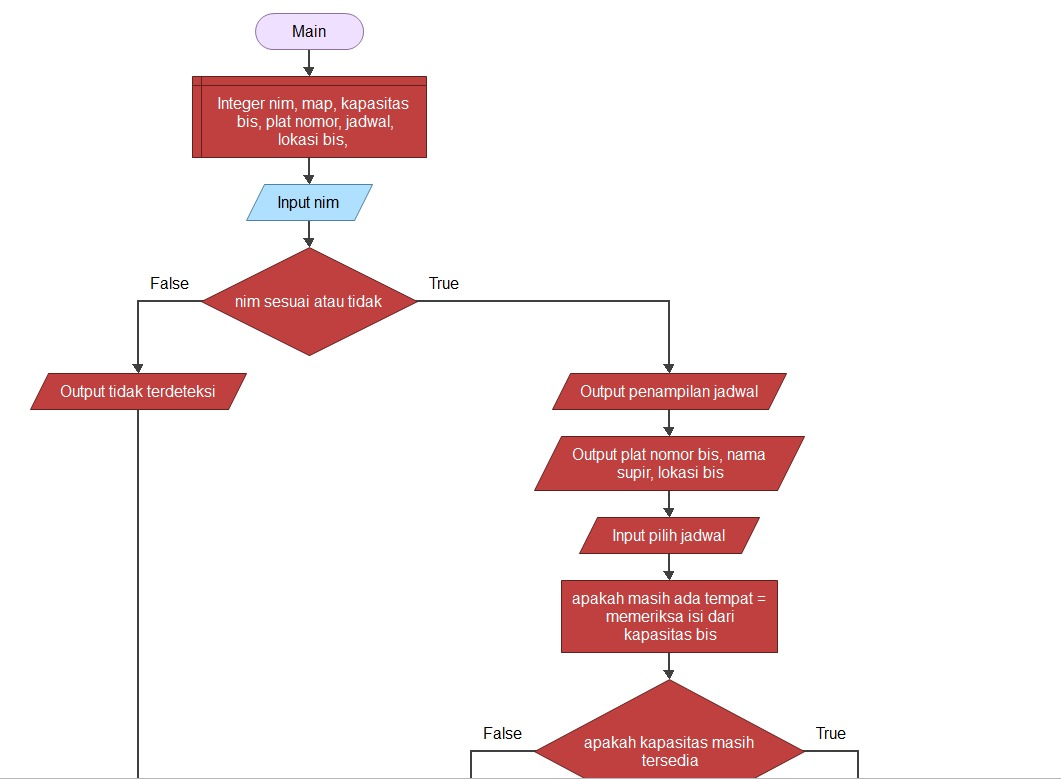 Main
Integer nim, map, kapasitas
bis, plat nomor, jadwal,
lokasi bis,
Input nim
False
True
nim sesuai atau tidak
Output tidak terdeteksi
Output penampilan jadwal
Output plat nomor bis, nama
supir, lokasi bis
Input pilih jadwal
apakah masih ada tempat =
memeriksa isi dari
kapasitas bis
False
True
apakah kapasitas masih
tersedia